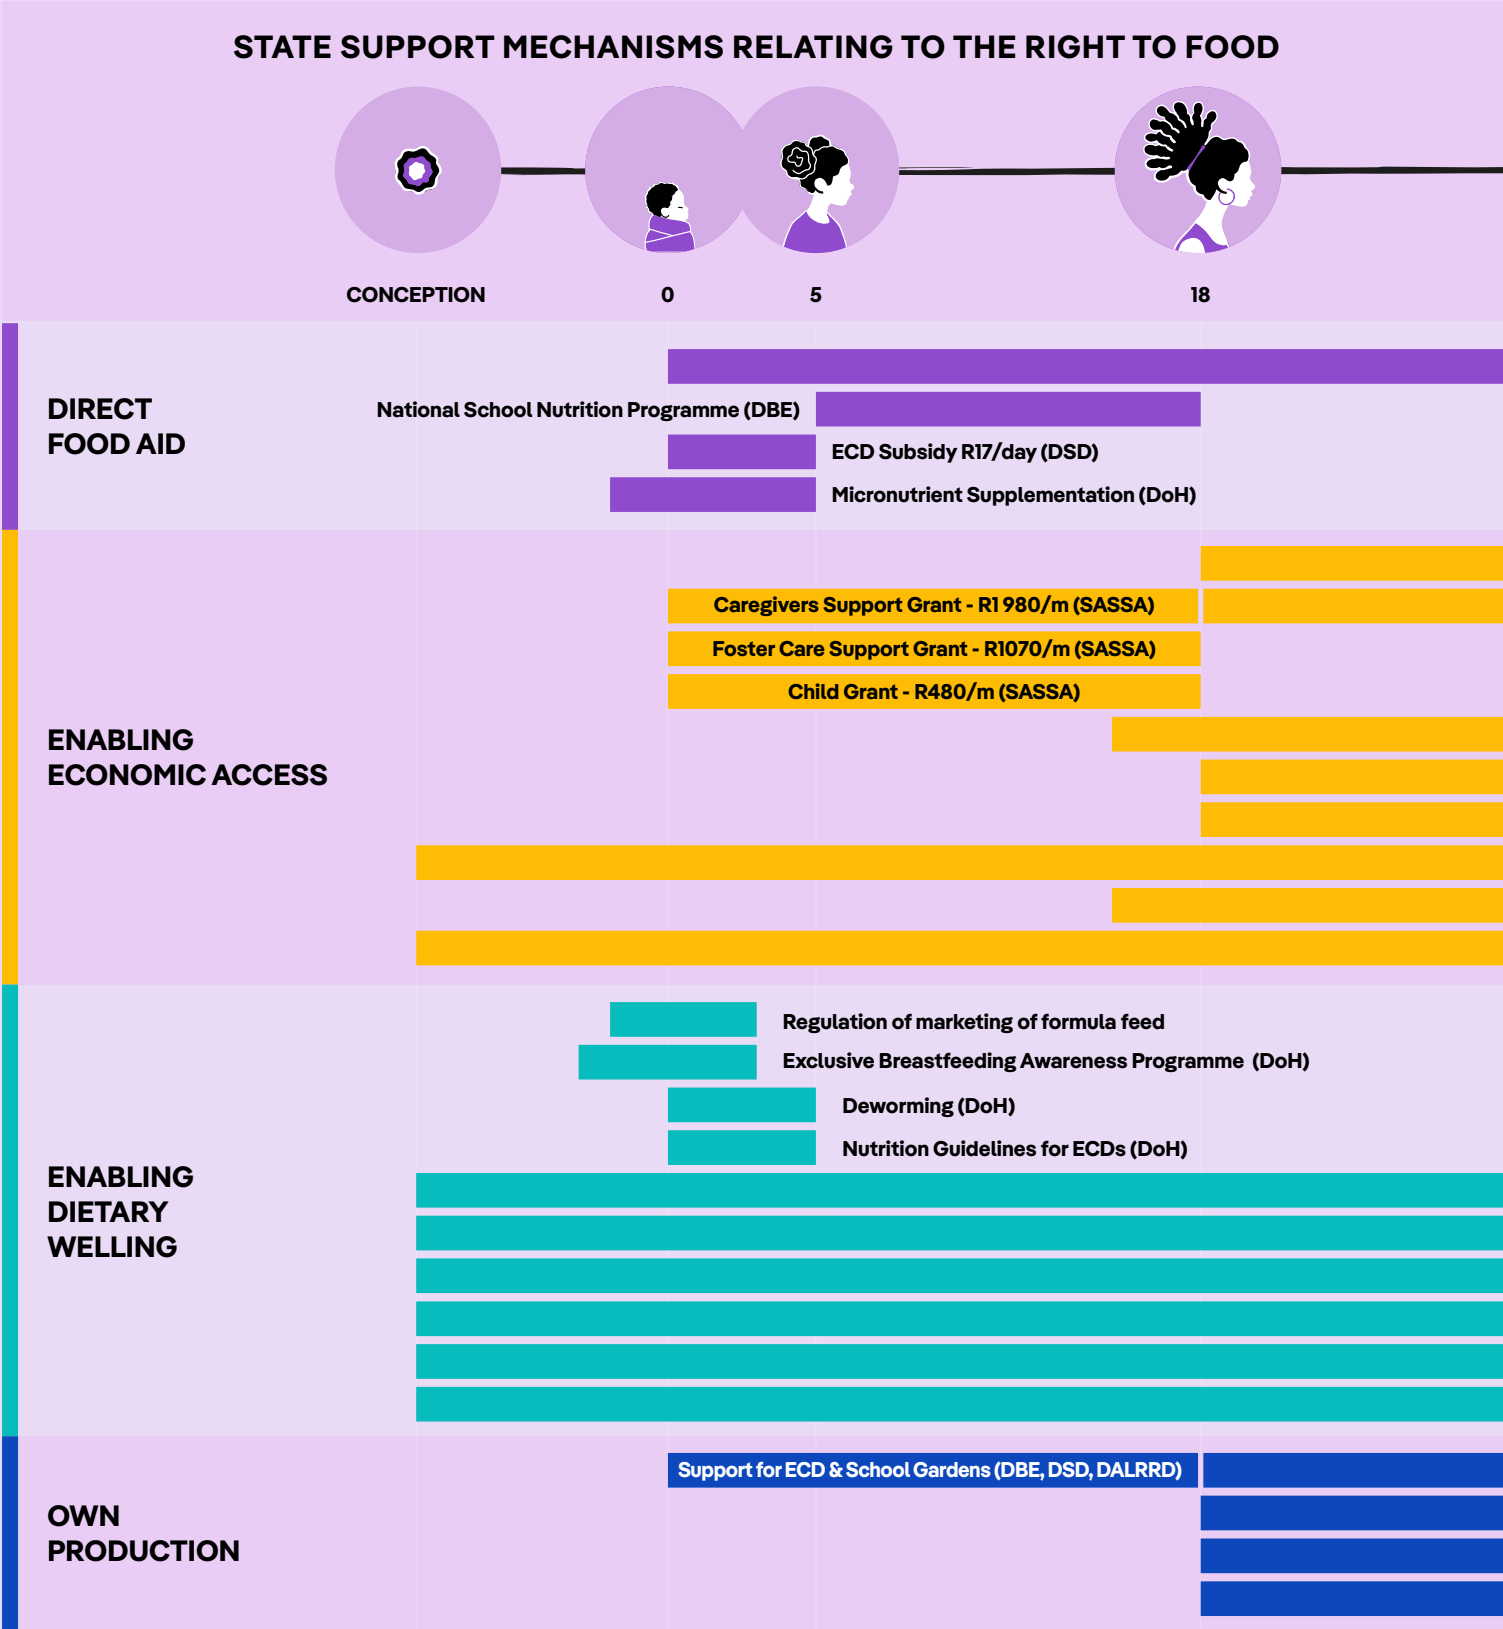 STATE SUPPORT MECHANISMS RELATING TO THE RIGHT TO FOOD
CONCEPTION
0
5
18
DIRECT
FOOD AID
National School Nutrition Programme (DBE)
ECD Subsidy R17/day (DSD)
Micronutrient Supplementation (DoH)
ENABLING
ECONOMIC ACCESS
Caregivers Support Grant - R1 980/m (SASSA)
Foster Care Support Grant - R1070/m (SASSA)
Child Grant - R480/m (SASSA)
ENABLING
DIETARY
WELLING
Regulation of marketing of formula feed
Exclusive Breastfeeding Awareness Programme (DoH)
Deworming (DoH)
Nutrition Guidelines for ECDs (DoH)
OWN
PRODUCTION
Support for ECD & School Gardens (DBE, DSD, DALRRD)